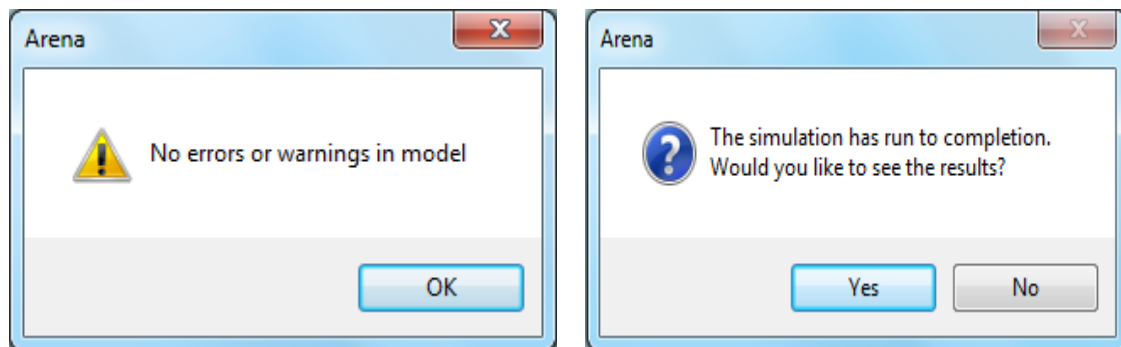 Arena
No errors or warnings in model
OK
Arena
The simulation has run to completion.
Would you like to see the results?
Yes
No